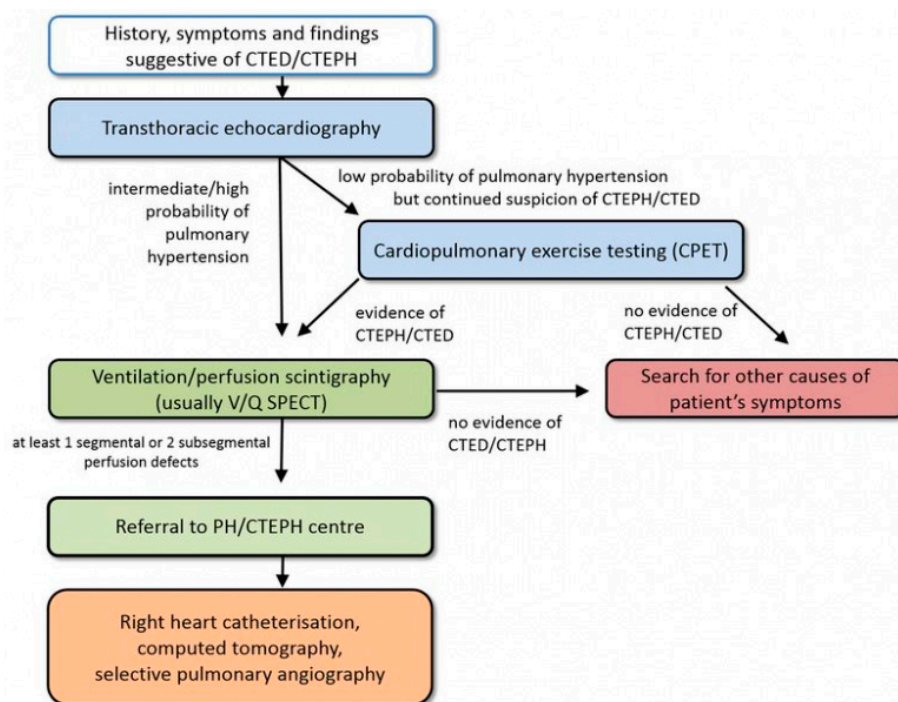 History, symptoms and findings
suggestive of CTED/CTEPH
Transthoracic echocardiography
intermediate/high
probability of
pulmonary
hypertension
low probability of pulmonary hypertension
but continued suspicion of CTEPH/CTED
Cardiopulmonary exercise testing (CPET)
evidence of
CTEPH/CTED
no evidence of
CTEPH/CTED
Ventilation/perfusion scintigraphy
(usually V/Q SPECT)
Search for other causes of
patient's symptoms
no evidence of
CTED/CTEPH
at least 1 segmental or 2 subsegmental
perfusion defects
Referral to PH/CTEPH centre
Right heart catheterisation,
computed tomography,
selective pulmonary angiography